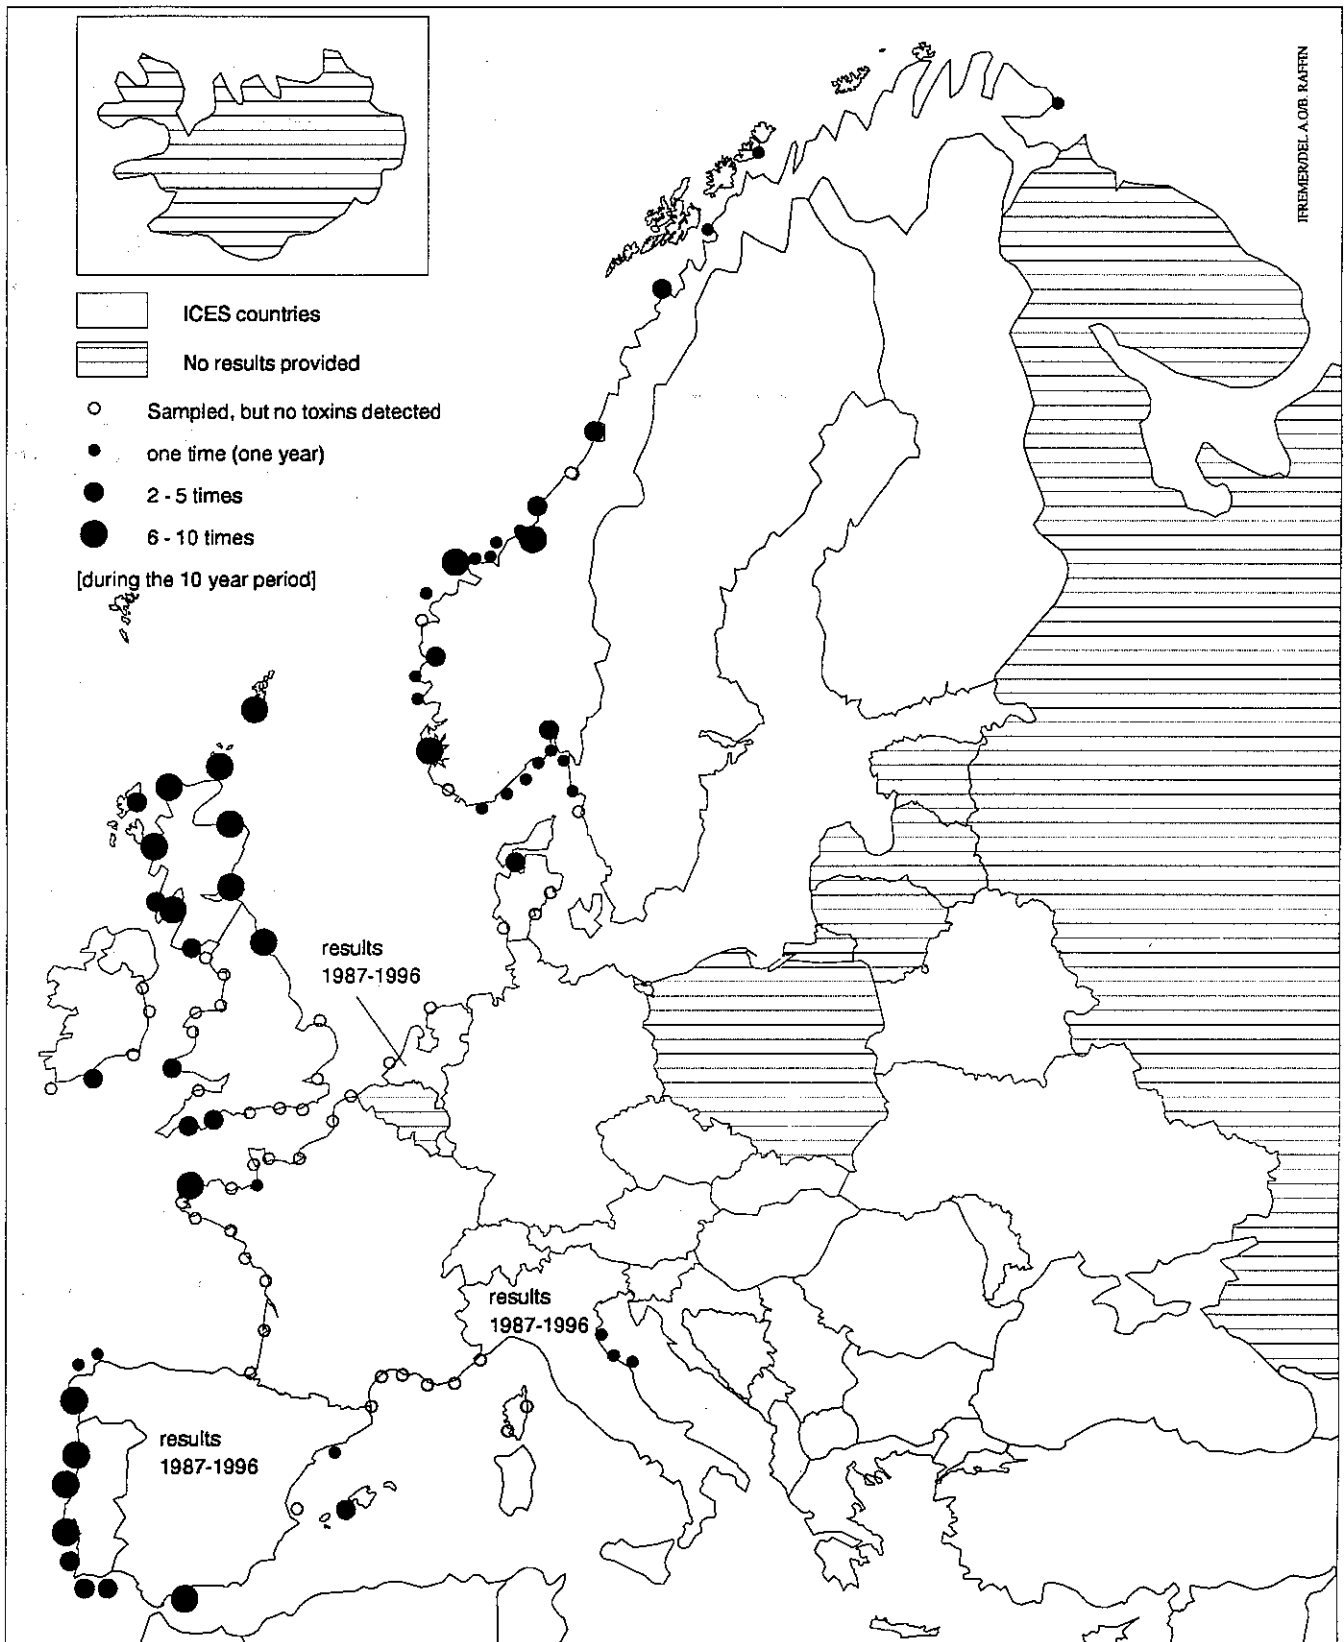 IFREMER/DEL A.O/B. RAFFIN
ICES countries
No results provided
Sampled, but no toxins detected
one time (one year)
2 - 5 times
6 - 10 times
[during the 10 year period]
results
1987-1996
results
1987-1996
results
1987-1996